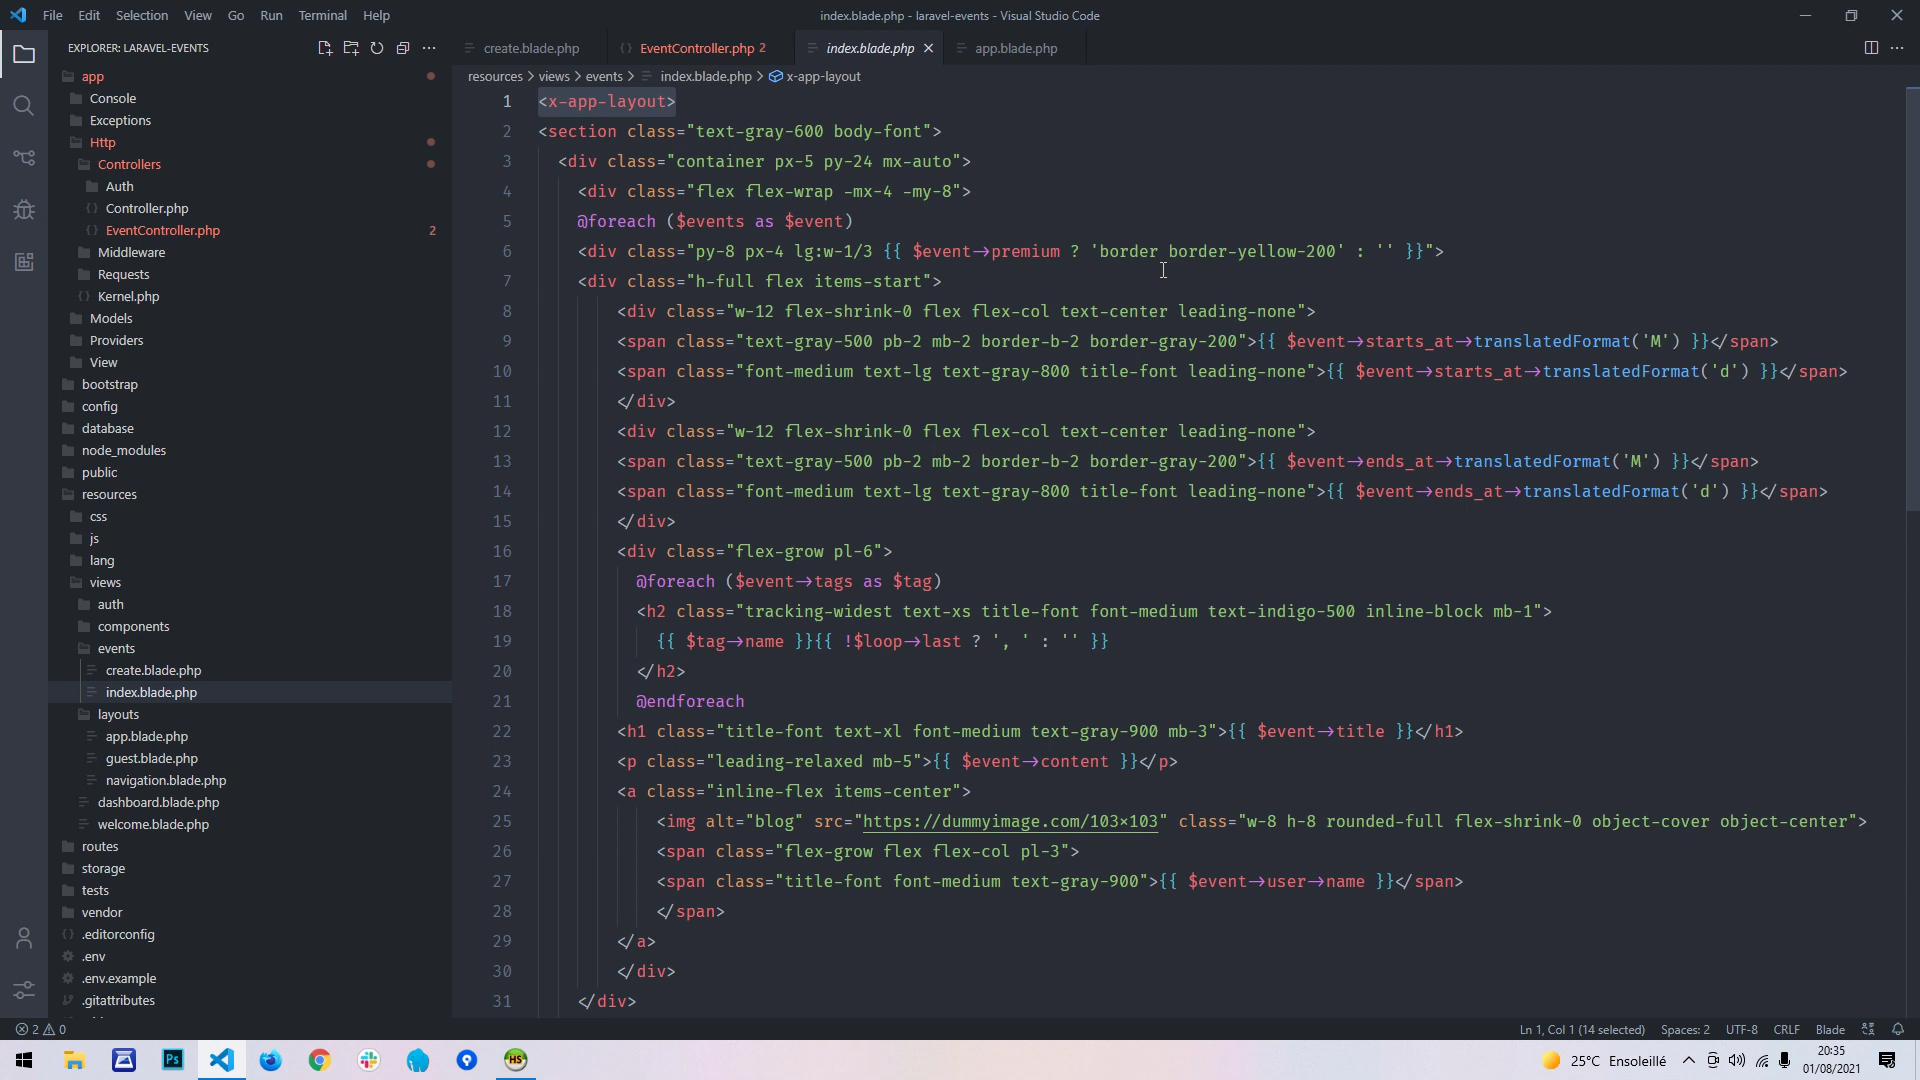 File Edit Selection View Go Run Terminal Help
index.blade.php - laravel-events - Visual Studio Code
EXPLORER: LARAVEL-EVENTS
app
Console
Exceptions
Http
Controllers
Auth
Controller.php
EventController.php 2
Middleware
Requests
Kernel.php
Models
Providers
View
bootstrap
config
database
node_modules
public
resources
css
js
lang
views
auth
components
events
create.blade.php
index.blade.php
layouts
app.blade.php
guest.blade.php
navigation.blade.php
dashboard.blade.php
welcome.blade.php
routes
storage
tests
vendor
.editorconfig
.env
.env.example
.gitattributes
create.blade.php
EventController.php 2
index.blade.php
app.blade.php
resources > views > events > index.blade.php > x-app-layout
1 <x-app-layout>
2 <section class="text-gray-600 body-font">
3 <div class="container px-5 py-24 mx-auto">
4 <div class="flex flex-wrap -mx-4 -my-8">
5 @foreach ($events as $event)
6 <div class="py-8 px-4 lg:w-1/3 {{ $event->premium ? 'border border-yellow-200' : '' }}">
7 <div class="h-full flex items-start">
8 <div class="w-12 flex-shrink-0 flex flex-col text-center leading-none">
9 <span class="text-gray-500 pb-2 mb-2 border-b-2 border-gray-200">{{ $event->starts_at->translatedFormat('M') }}</span>
10 <span class="font-medium text-lg text-gray-800 title-font leading-none">{{ $event->starts_at->translatedFormat('d') }}</span>
11 </div>
12 <div class="w-12 flex-shrink-0 flex flex-col text-center leading-none">
13 <span class="text-gray-500 pb-2 mb-2 border-b-2 border-gray-200">{{ $event->ends_at->translatedFormat('M') }}</span>
14 <span class="font-medium text-lg text-gray-800 title-font leading-none">{{ $event->ends_at->translatedFormat('d') }}</span>
15 </div>
16 <div class="flex-grow pl-6">
17 @foreach ($event->tags as $tag)
18 <h2 class="tracking-widest text-xs title-font font-medium text-indigo-500 inline-block mb-1">
19 {{ $tag->name }}{{ !$loop->last ? ', ' : '' }}
20 </h2>
21 @endforeach
22 <h1 class="title-font text-xl font-medium text-gray-900 mb-3">{{ $event->title }}</h1>
23 <p class="leading-relaxed mb-5">{{ $event->content }}</p>
24 <a class="inline-flex items-center">
25 <img alt="blog" src="https://dummyimage.com/103×103" class="w-8 h-8 rounded-full flex-shrink-0 object-cover object-center">
26 <span class="flex-grow flex flex-col pl-3">
27 <span class="title-font font-medium text-gray-900">{{ $event->user->name }}</span>
28 </span>
29 </a>
30 </div>
31 </div>
2 0
Ln 1, Col 1 (14 selected) Spaces: 2 UTF-8 CRLF Blade
Ps
HS
25°C Ensoleillé
20:35
01/08/2021